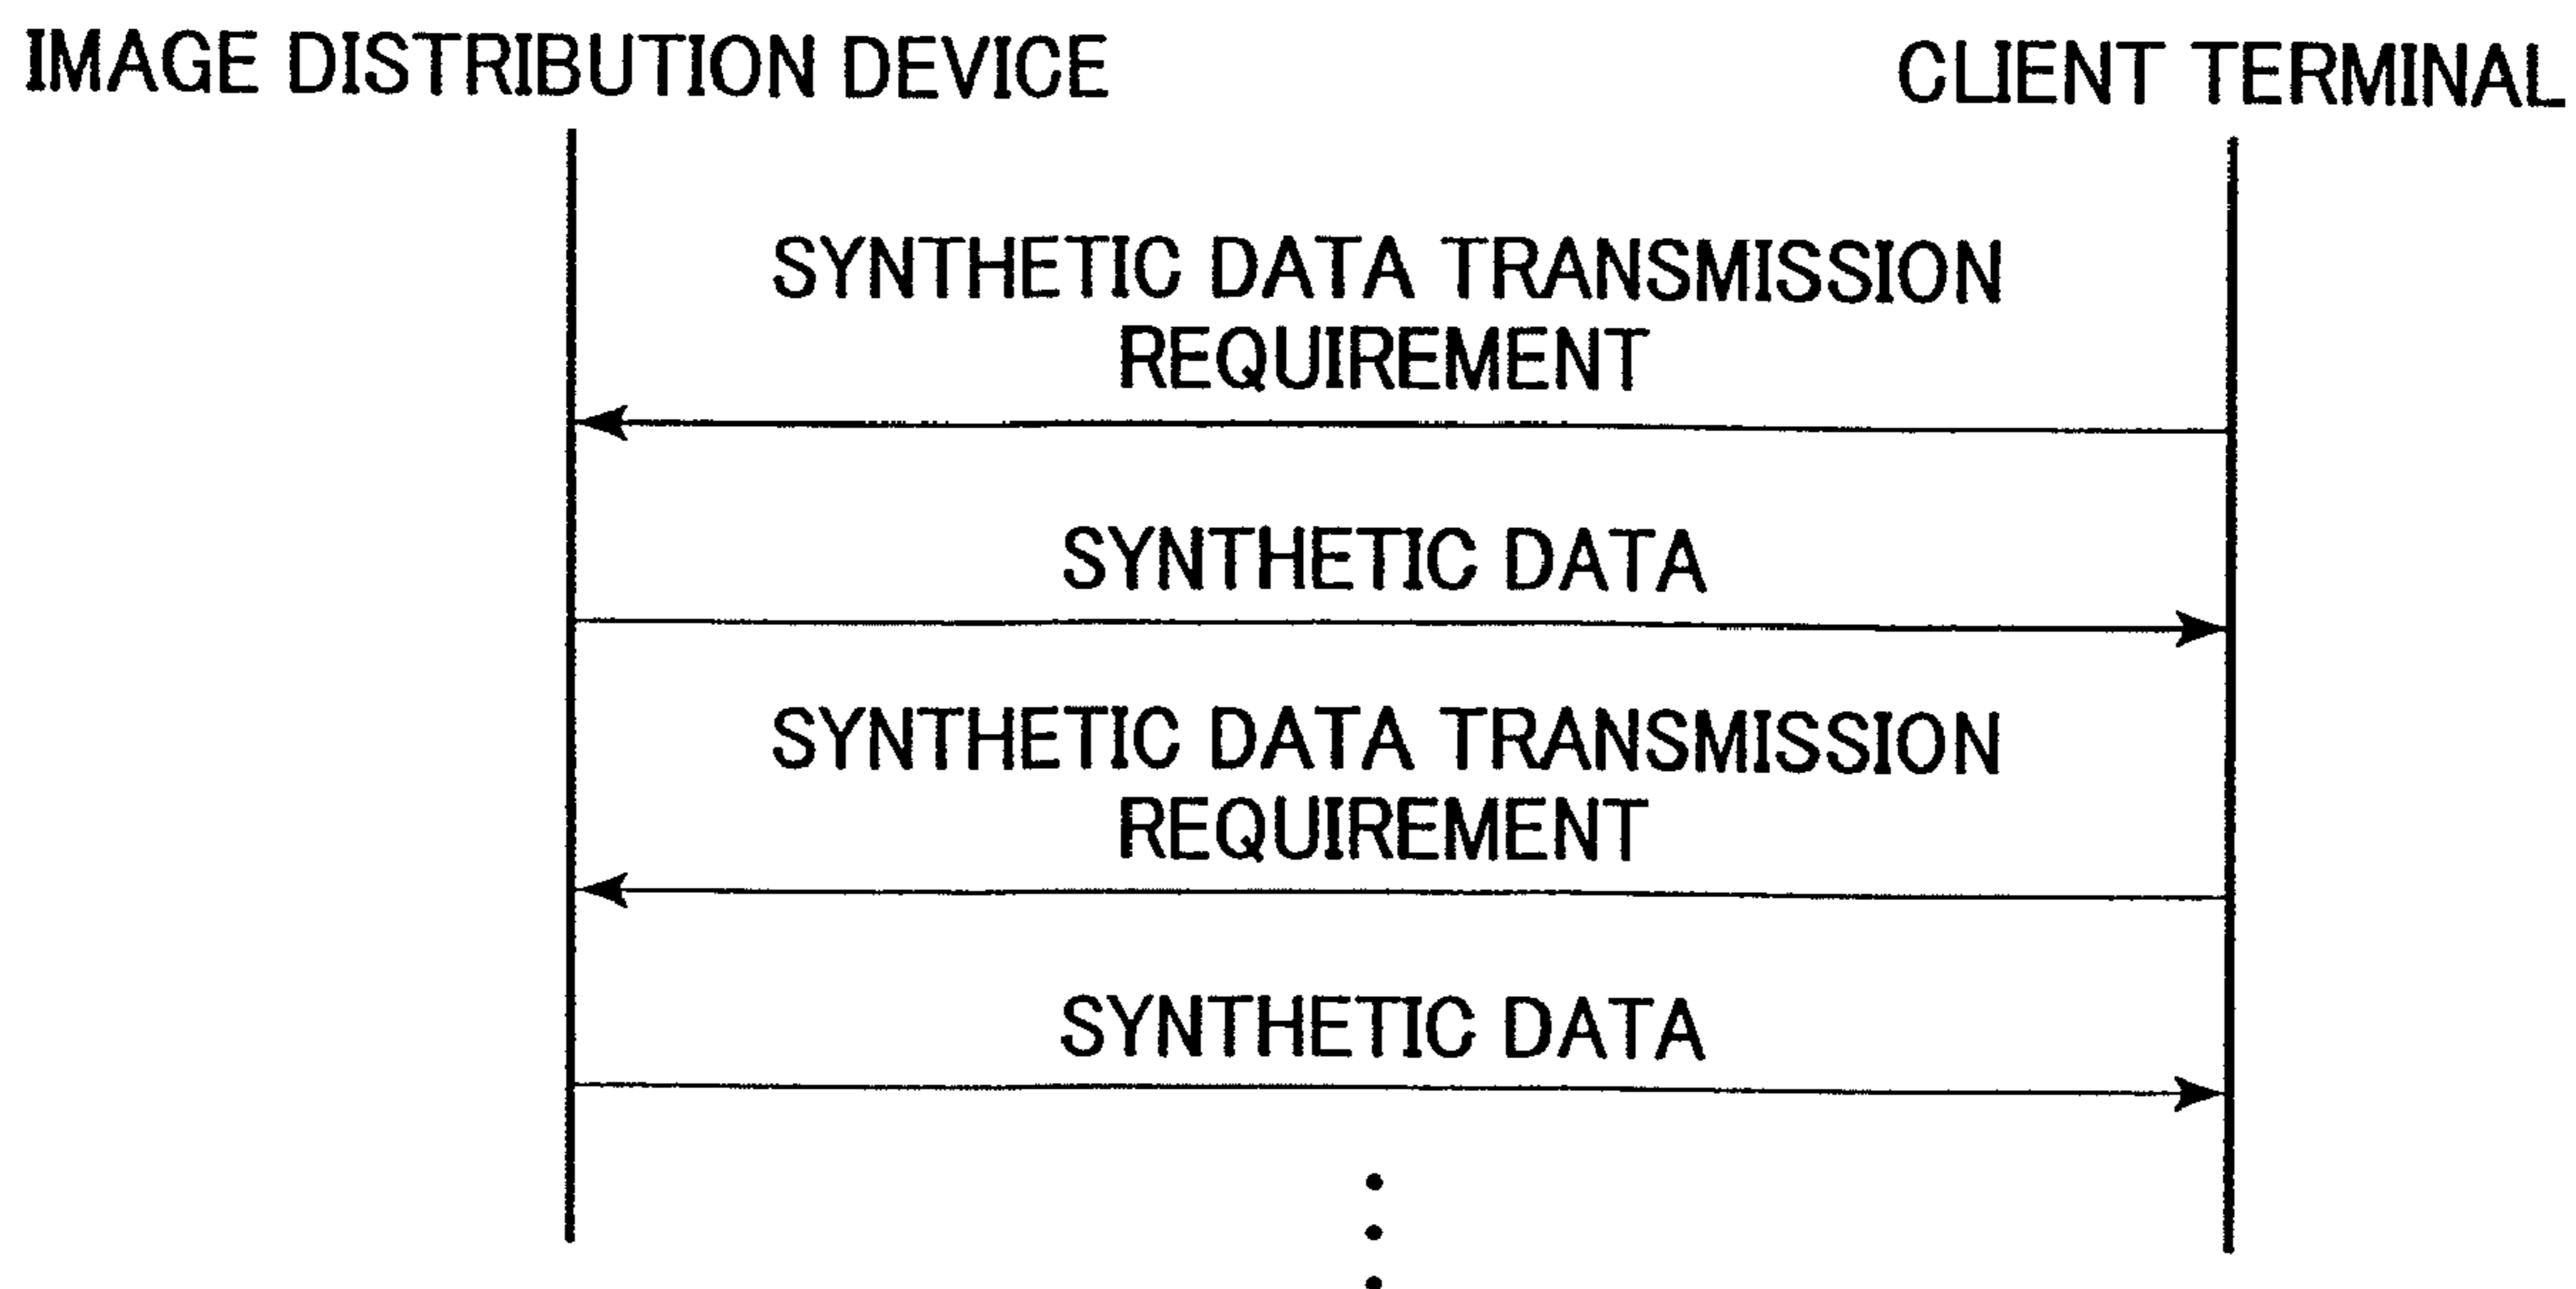 IMAGE DISTRIBUTION DEVICE
CLIENT TERMINAL
SYNTHETIC DATA TRANSMISSION
REQUIREMENT
SYNTHETIC DATA
SYNTHETIC DATA TRANSMISSION
REQUIREMENT
SYNTHETIC DATA